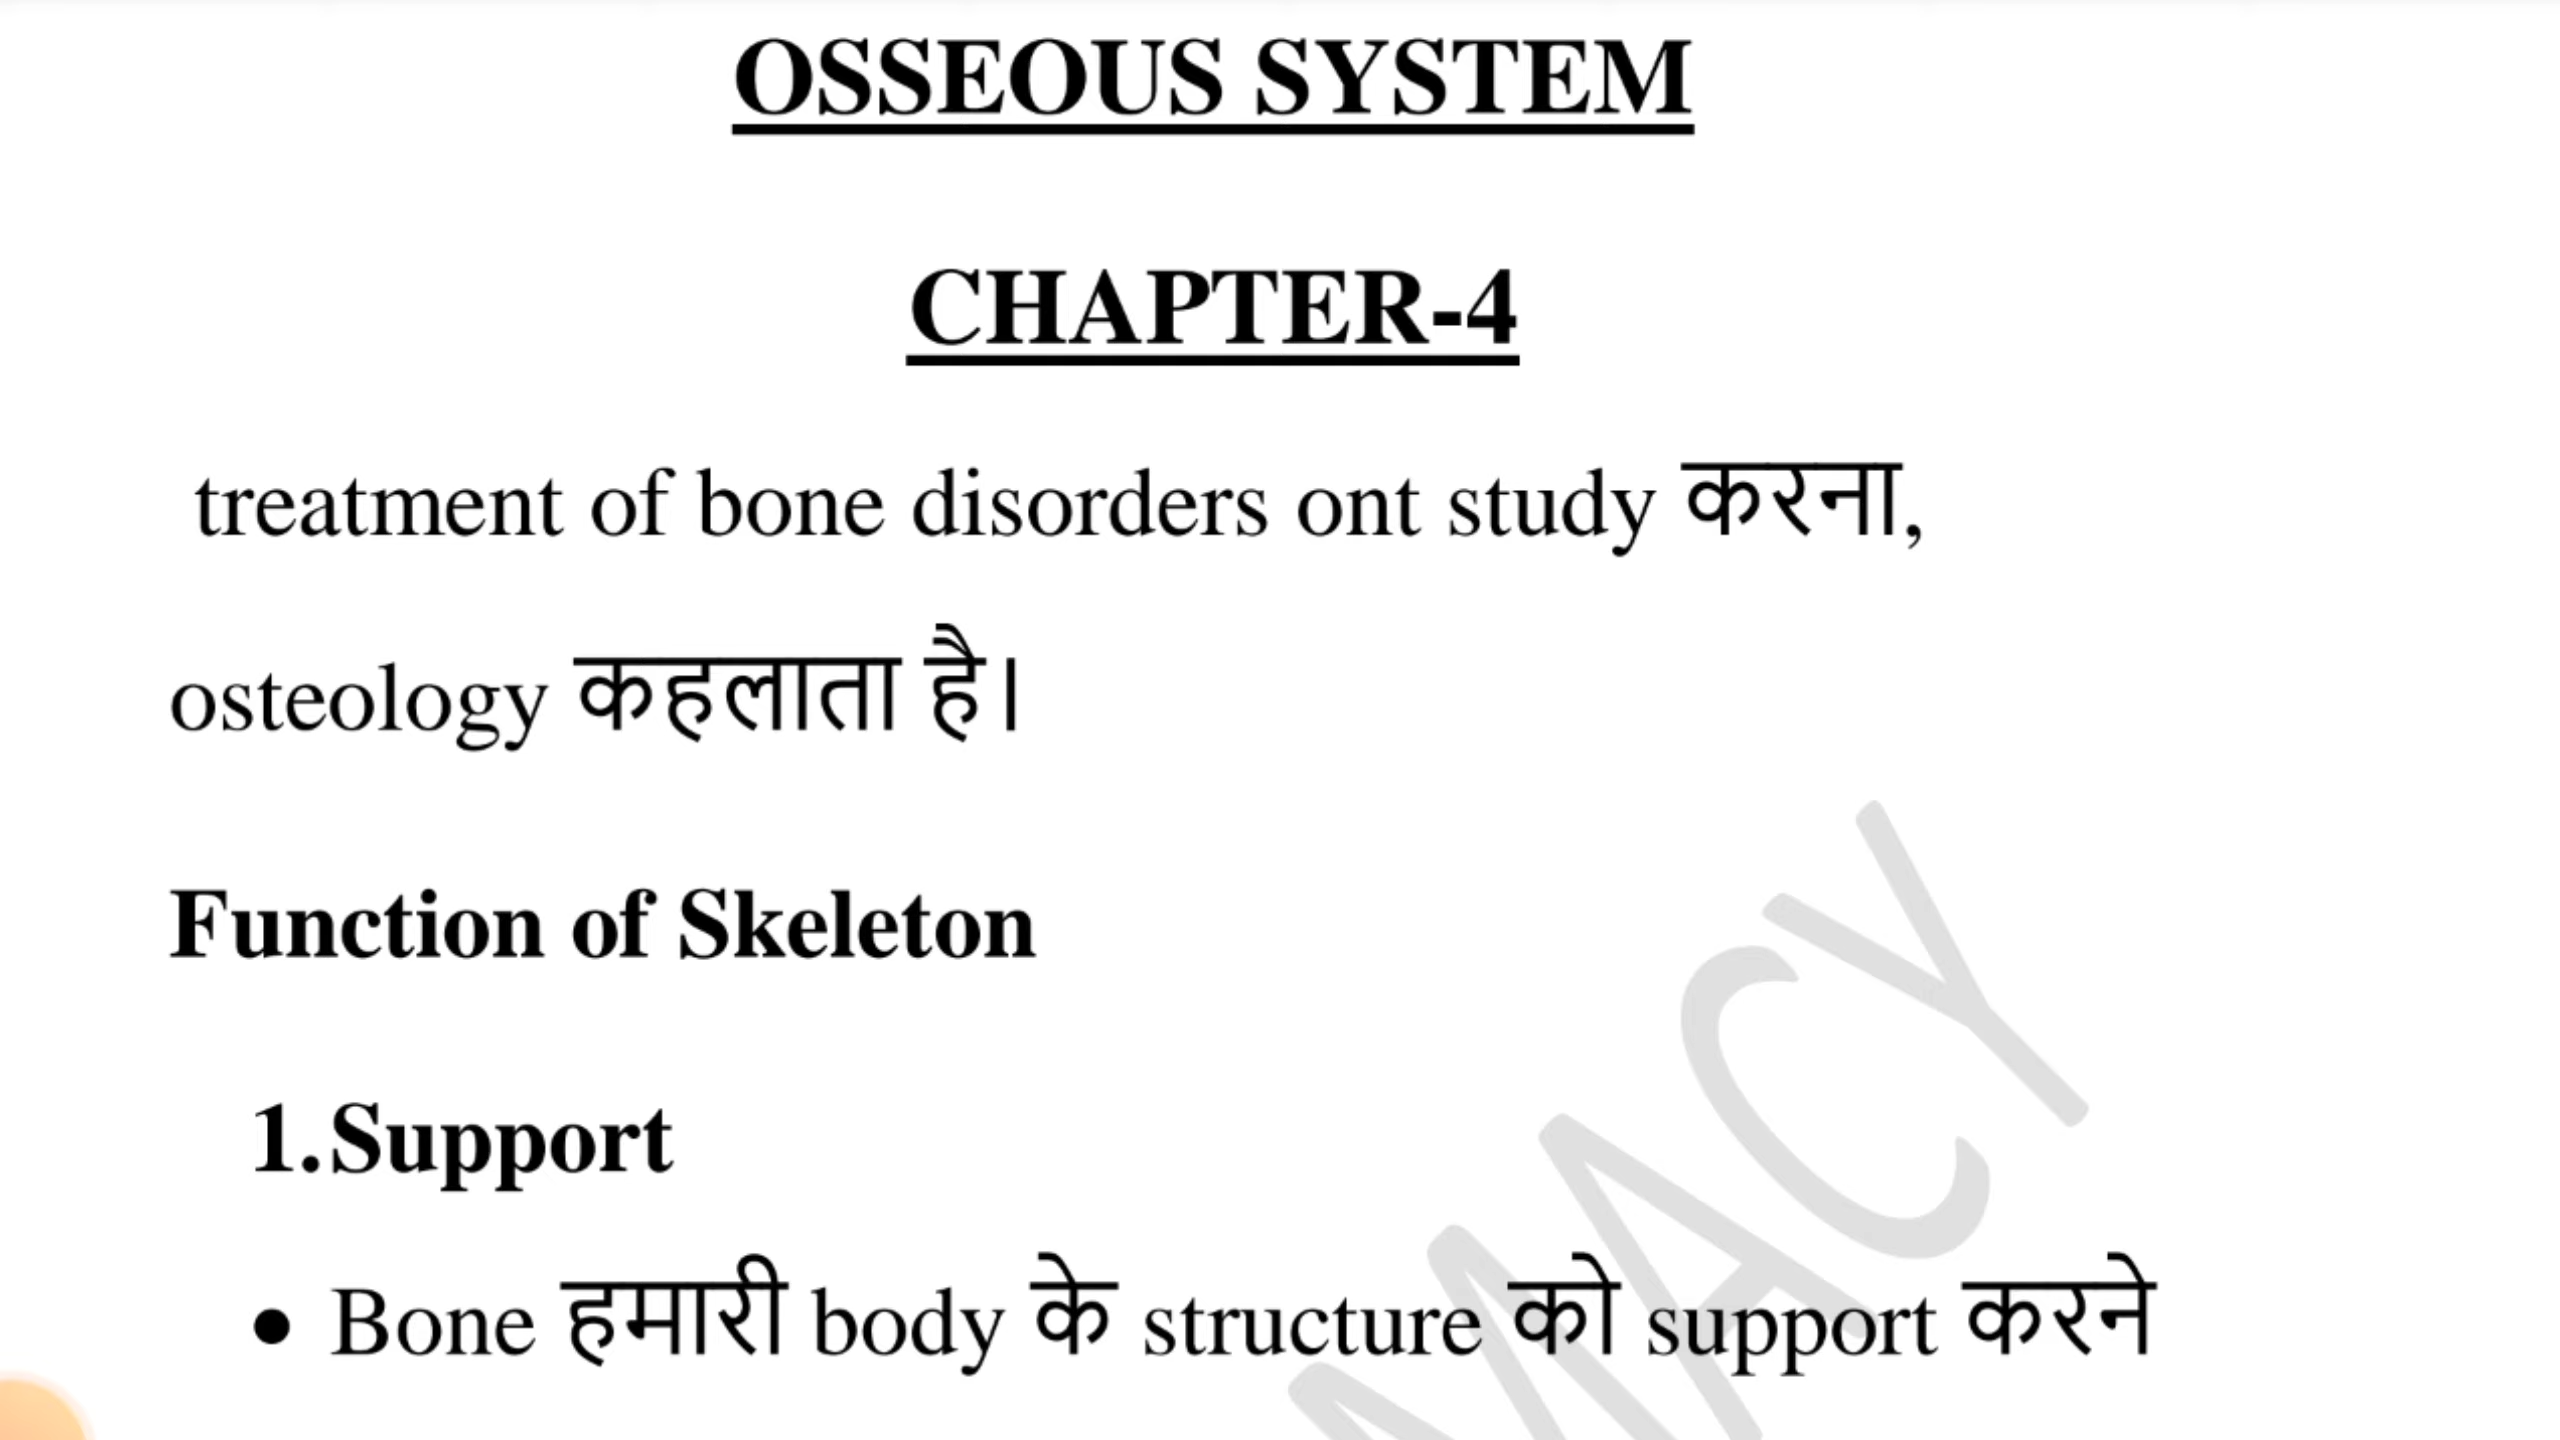 OSSEOUS SYSTEM
CHAPTER-4
treatment of bone disorders ont study करना,
osteology कहलाता है।
Function of Skeleton
1.Support
• Bone हमारी body के structure को support करने
MACY